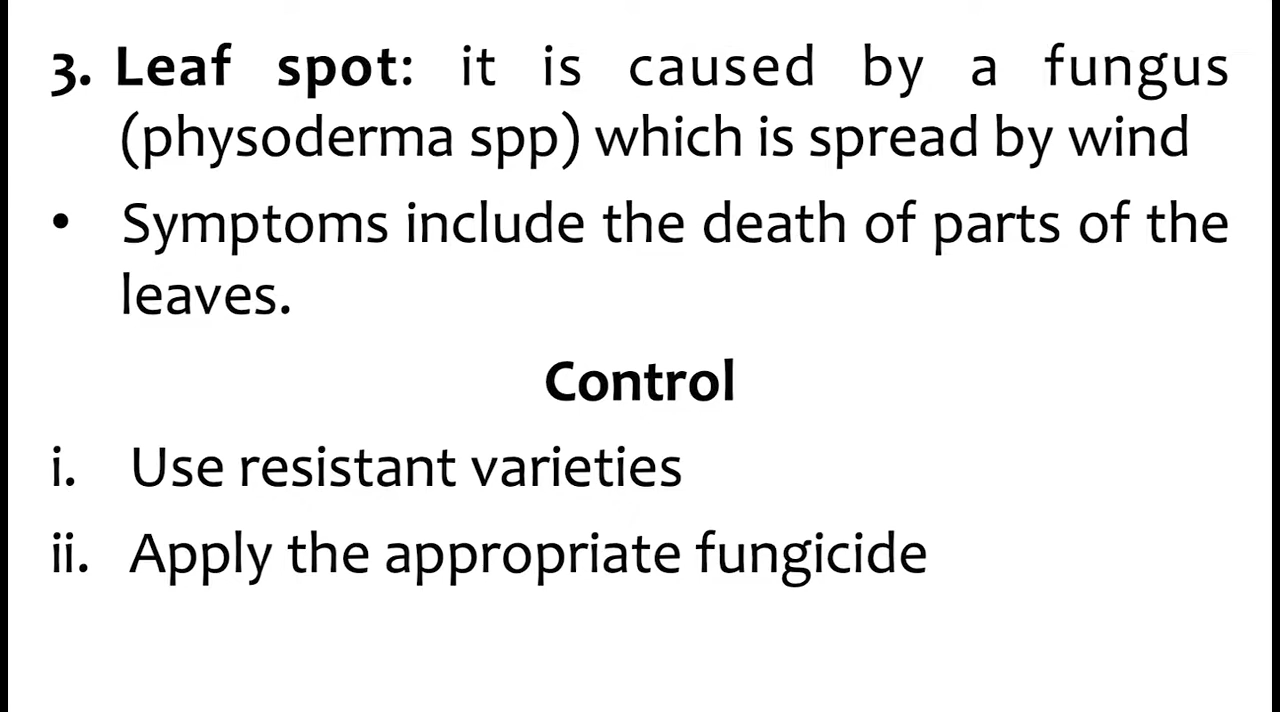 3. Leaf spot: it is caused by a fungus
(physoderma spp) which is spread by wind
• Symptoms include the death of parts of the
leaves.
Control
i. Use resistant varieties
ii. Apply the appropriate fungicide